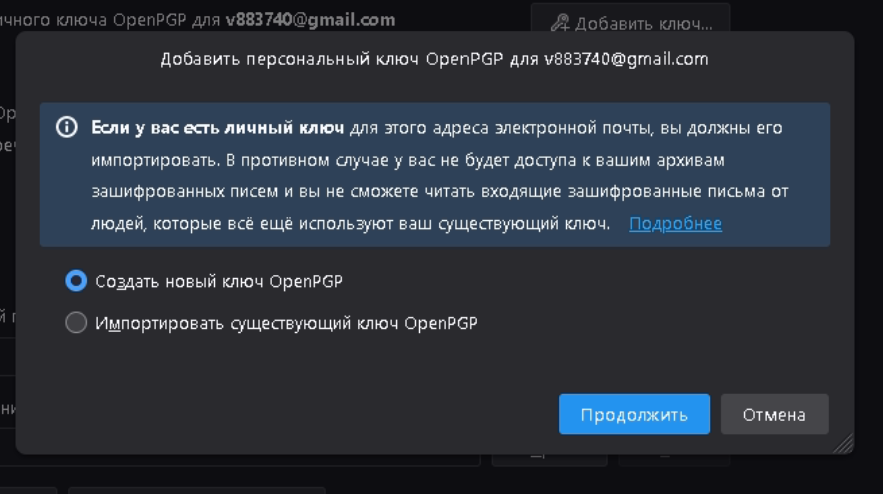 ичного ключа OpenPGP для v883740@gmail.com
Добавить ключ...
Добавить персональный ключ OpenPGP для v883740@gmail.com
Если у вас есть личный ключ для этого адреса электронной почты, вы должны его
импортировать. В противном случае у вас не будет доступа к вашим архивам
зашифрованных писем и вы не сможете читать входящие зашифрованные письма от
людей, которые всё ещё используют ваш существующий ключ. Подробнее
Создать новый ключ OpenPGP
Импортировать существующий ключ OpenPGP
Продолжить
Отмена